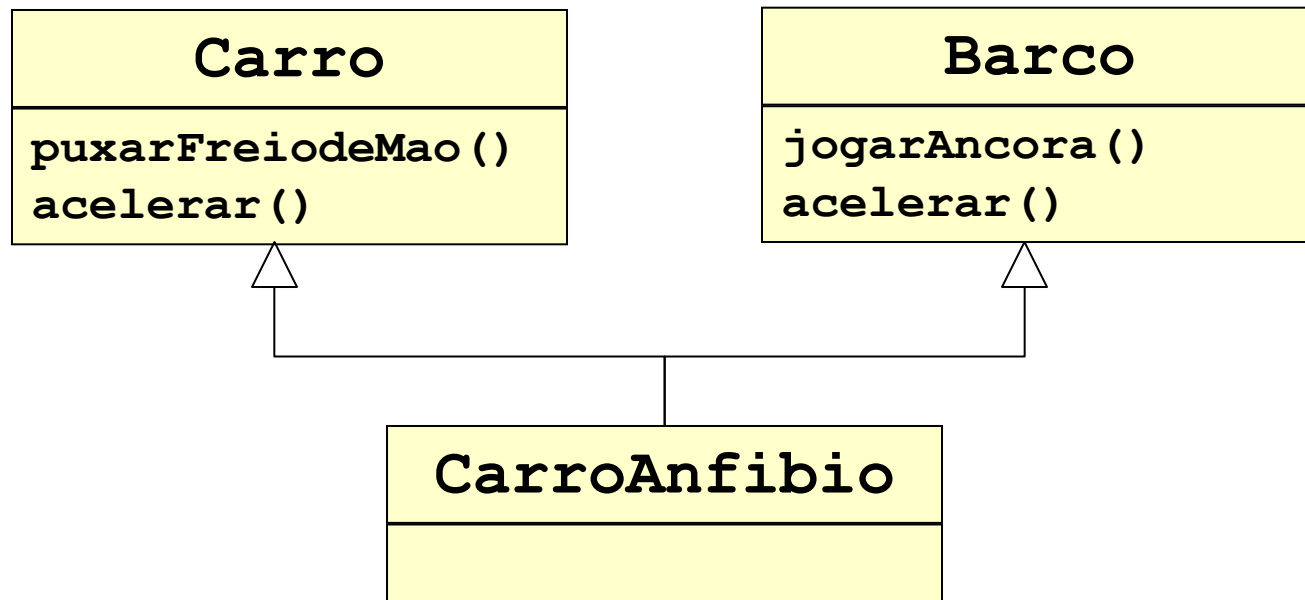 Carro
puxarFreiodeMao()
acelerar()
Barco
jogarAncora()
acelerar()
CarroAnfibio